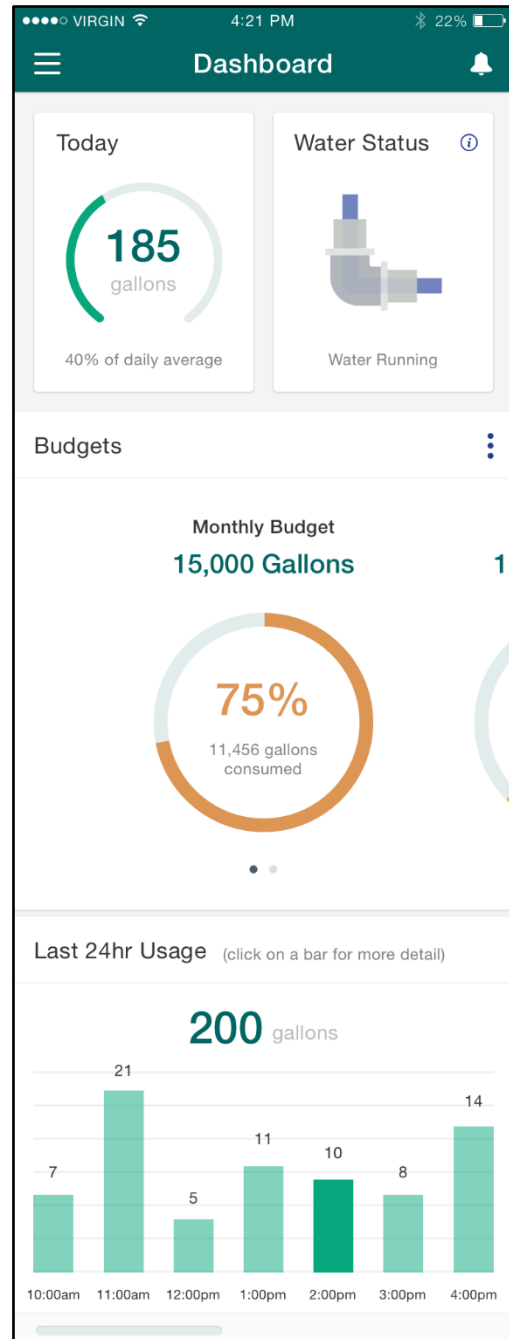 VIRGIN 4:21 PM 22%
Dashboard
Today
185
gallons
40% of daily average
Water Status i
Water Running
Budgets
Monthly Budget
15,000 Gallons
1
75%
11,456 gallons
consumed
Last 24hr Usage (click on a bar for more detail)
200 gallons
7 21 5 11 10 8 14
10:00am 11:00am 12:00pm 1:00pm 2:00pm 3:00pm 4:00pm